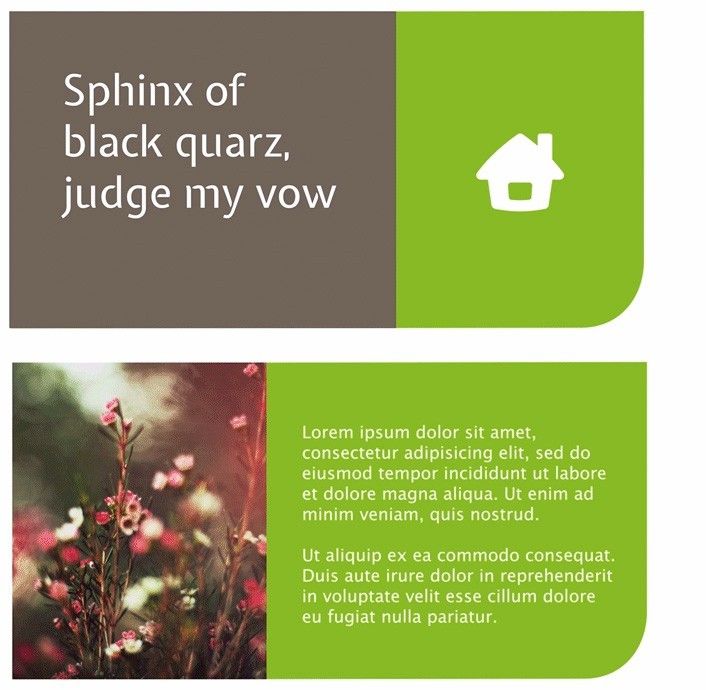 Sphinx of
black quarz,
judge my vow
Lorem ipsum dolor sit amet,
consectetur adipisicing elit, sed do
eiusmod tempor incididunt ut labore
et dolore magna aliqua. Ut enim ad
minim veniam, quis nostrud.
Ut aliquip ex ea commodo consequat.
Duis aute irure dolor in reprehenderit
in voluptate velit esse cillum dolore
eu fugiat nulla pariatur.